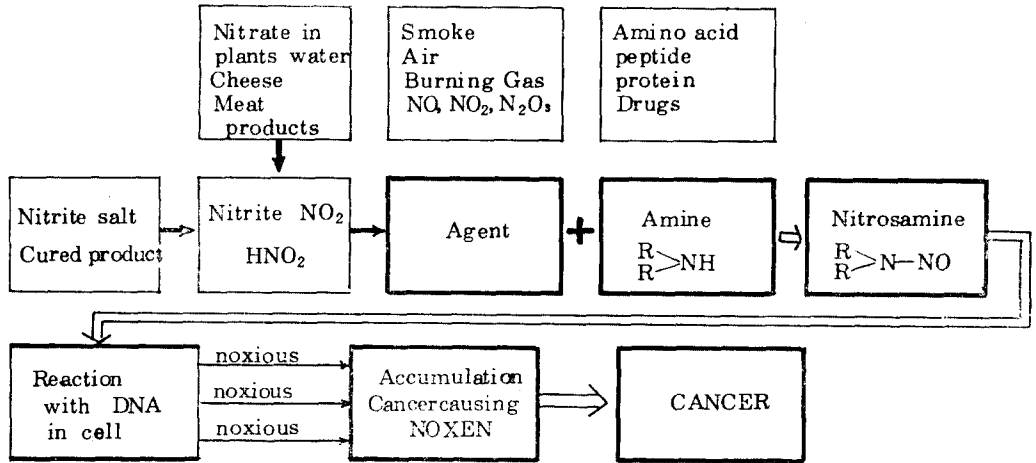 Nitrate in
plants water
Cheese
Meat
products
Smoke
Air
Burning Gas
NO, NO₂, N₂O₃
Amino acid
peptide
protein
Drugs
Nitrite salt
Cured product
Nitrite NO₂
HNO₂
Agent
+
Amine
R
R >NH
Nitrosamine
R
R >N—NO
Reaction
with DNA
in cell
noxious
noxious
noxious
Accumulation
Cancercausing
NOXEN
CANCER